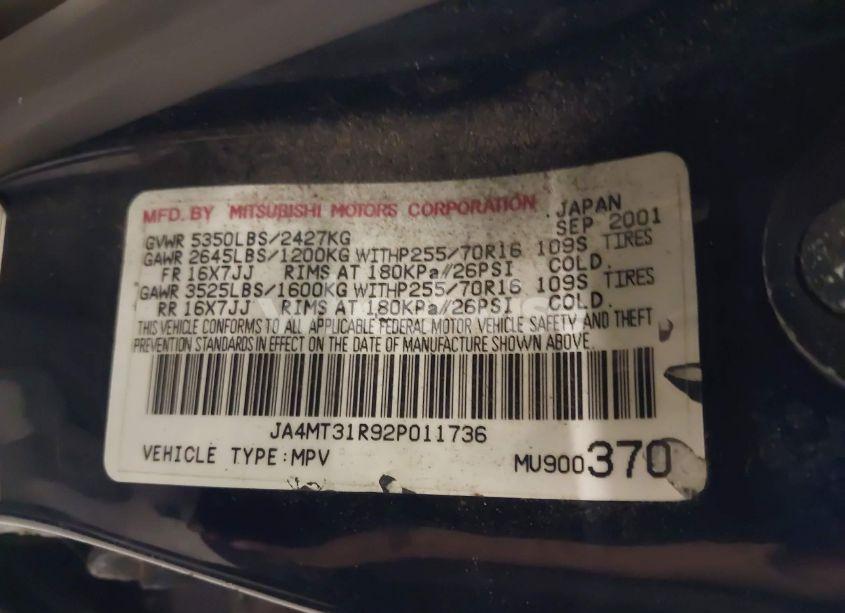 MFD. BY MITSUBISHI MOTORS CORPORATION JAPAN
SEP 2001
GVWR 5350LBS/2427KG
GAWR 2645LBS/1200KG WITHP255/70R16 109S TIRES
FR 16X7JJ RIMS AT 180KPa//26PSI COLD.
GAWR 3525LBS/1600KG WITHP255/70R16 109S TIRES
RR 16X7JJ RIMS AT 180KPa//26PSI COLD.
THIS VEHICLE CONFORMS TO ALL APPLICABLE FEDERAL MOTOR VEHICLE SAFETY AND THEFT
PREVENTION STANDARDS IN EFFECT ON THE DATE OF MANUFACTURE SHOWN ABOVE.
JA4MT31R92P011736
VEHICLE TYPE:MPV MU900370